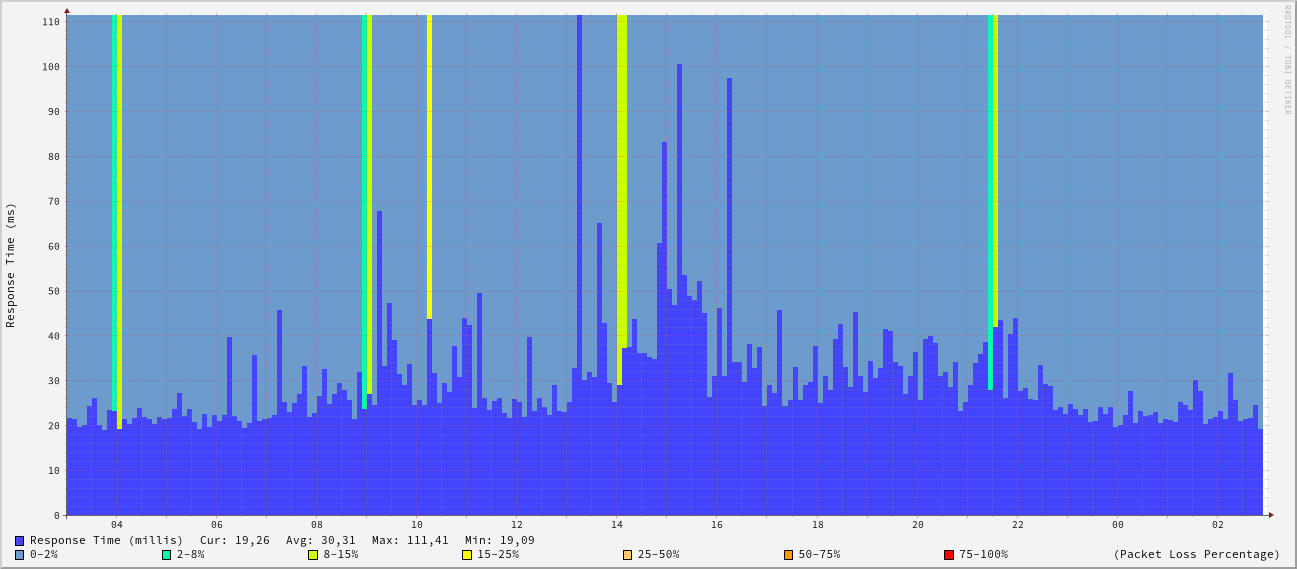 RRDTOOL / TOBI OETIKER
Response Time (ms)
110
100
90
80
70
60
50
40
30
20
10
0
04 06 08 10 12 14 16 18 20 22 00 02
Response Time (millis) Cur: 19,26 Avg: 30,31 Max: 111,41 Min: 19,09
0-2% 2-8% 8-15% 15-25% 25-50% 50-75% 75-100% (Packet Loss Percentage)